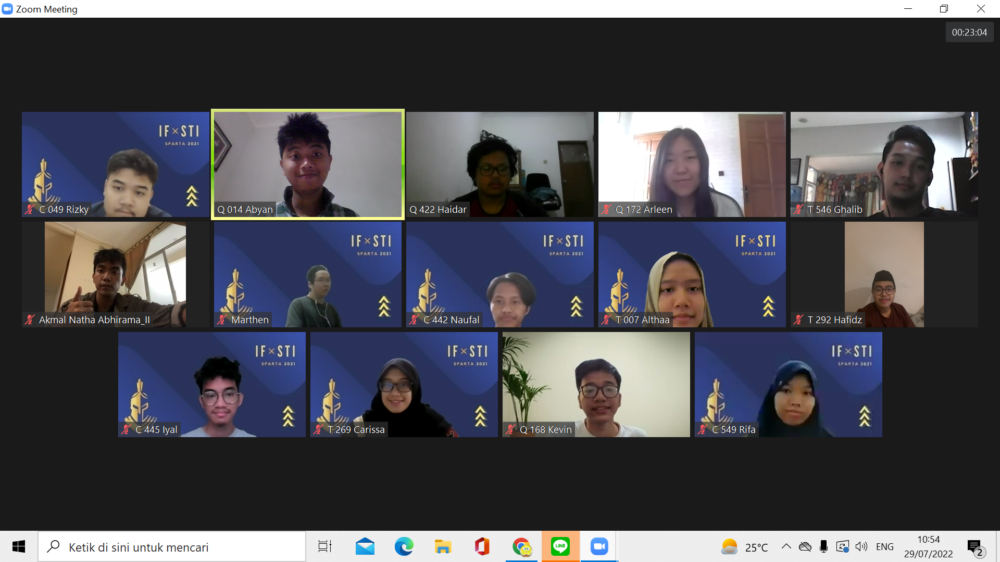 Zoom Meeting
00:23:04
IF×STI
SPARTA 2021
C 049 Rizky
Q 014 Abyan
Q 422 Haidar
Q 172 Arleen
T 546 Ghalib
Akmal Natha Abhirama_II
IF×STI
SPARTA 2021
Marthen
IF×STI
SPARTA 2021
C 442 Naufal
IF×STI
SPARTA 2021
T 007 Althaa
T 292 Hafidz
IF×STI
SPARTA 2021
C 445 Iyal
IF×STI
SPARTA 2021
T 269 Carissa
Q 168 Kevin
IF×STI
SPARTA 2021
C 549 Rifa
Ketik di sini untuk mencari
LINE
25°C
ENG
10:54
29/07/2022
2